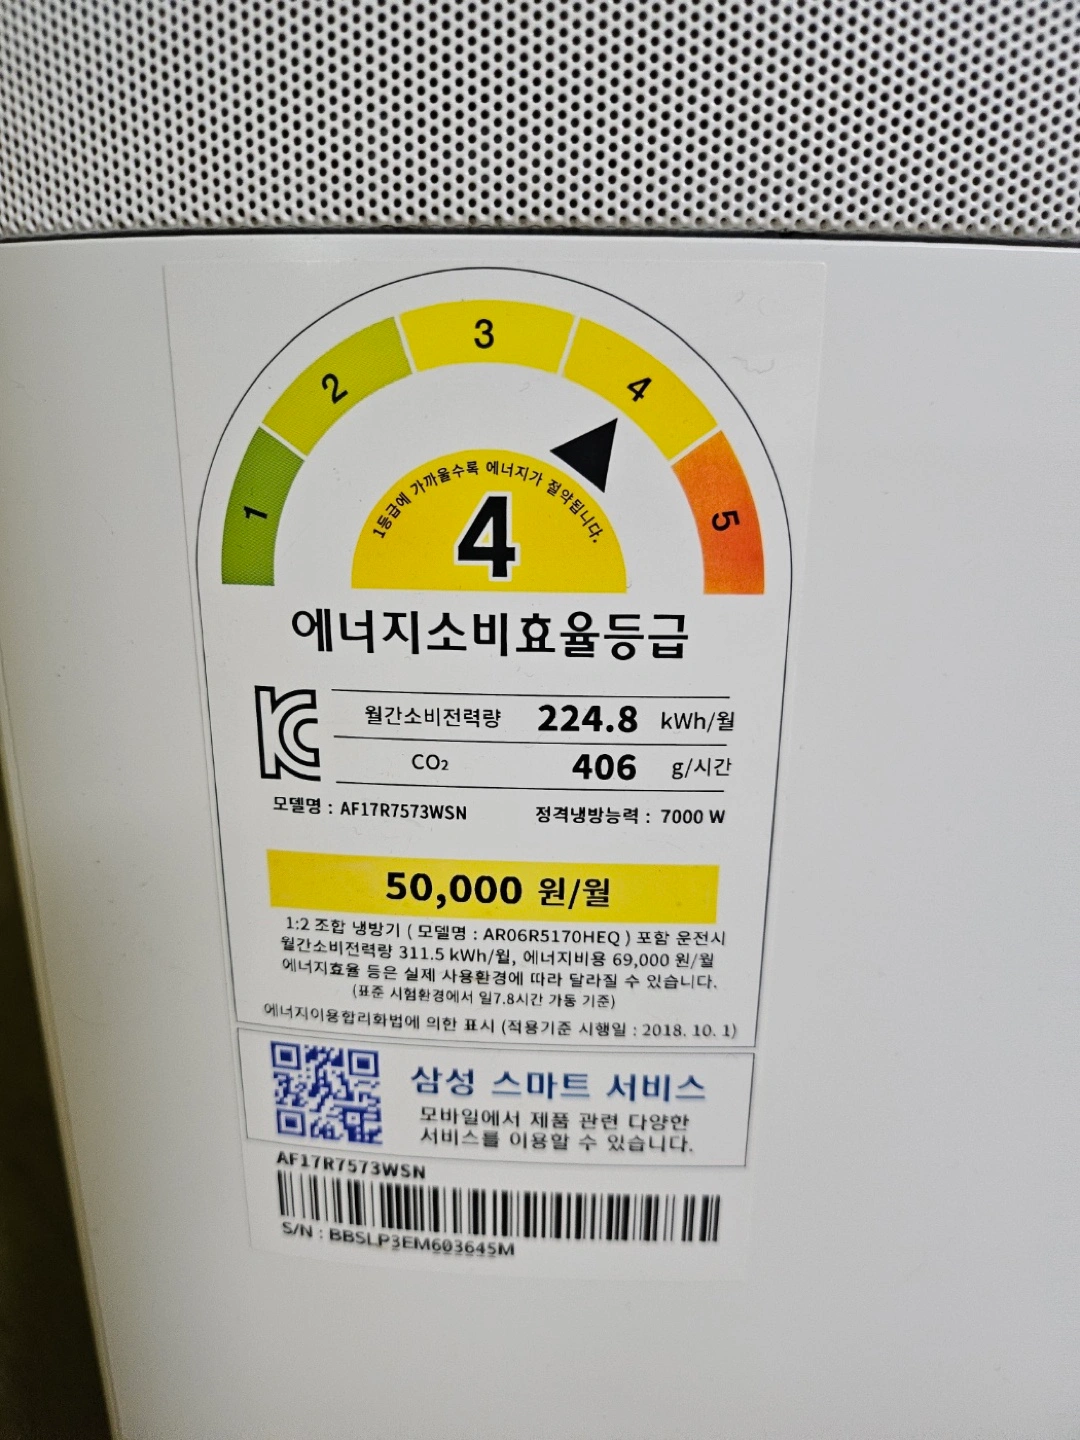 1
2
3
4
5
1등급에 가까울수록 에너지가 절약됩니다.
4
에너지소비효율등급
월간소비전력량 224.8 kWh/월
CO₂ 406 g/시간
모델명 : AF17R7573WSN 정격냉방능력 : 7000 W
50,000 원/월
1:2 조합 냉방기 ( 모델명 : AR06R5170HEQ ) 포함 운전시
월간소비전력량 311.5 kWh/월, 에너지비용 69,000 원/월
에너지효율 등은 실제 사용환경에 따라 달라질 수 있습니다.
(표준 시험환경에서 일7.8시간 가동 기준)
에너지이용합리화법에 의한 표시 (적용기준 시행일 : 2018. 10. 1)
삼성 스마트 서비스
모바일에서 제품 관련 다양한
서비스를 이용할 수 있습니다.
AF17R7573WSN
S/N : BBSLP3EM603645M